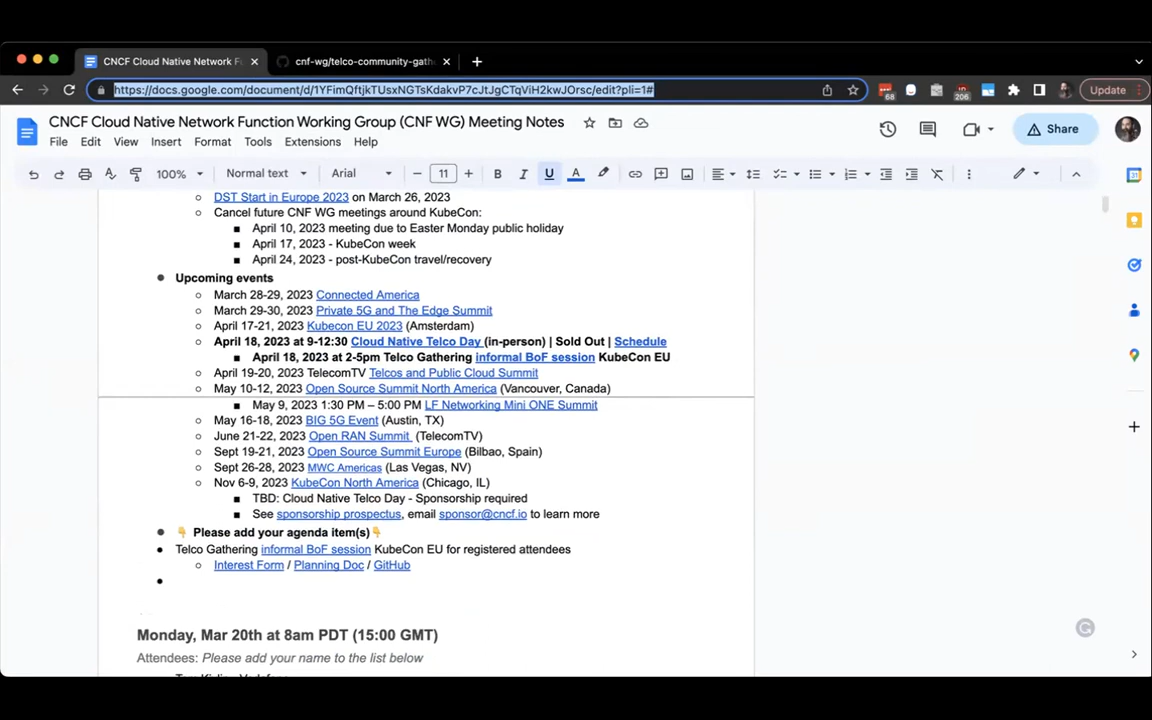 CNCF Cloud Native Network F
cnf-wg/telco-community-gath
https://docs.google.com/document/d/1YFimQftjkTUsxNGTsKdakvP7cJtJgCTqViH2kwJOrsc/edit?pli=1#
68
206
Update
CNCF Cloud Native Network Function Working Group (CNF WG) Meeting Notes
File Edit View Insert Format Tools Extensions Help
Share
100% Normal text Arial 11 B I U A
DST Start in Europe 2023 on March 26, 2023
Cancel future CNF WG meetings around KubeCon:
April 10, 2023 meeting due to Easter Monday public holiday
April 17, 2023 - KubeCon week
April 24, 2023 - post-KubeCon travel/recovery
Upcoming events
March 28-29, 2023 Connected America
March 29-30, 2023 Private 5G and The Edge Summit
April 17-21, 2023 Kubecon EU 2023 (Amsterdam)
April 18, 2023 at 9-12:30 Cloud Native Telco Day (in-person) | Sold Out | Schedule
April 18, 2023 at 2-5pm Telco Gathering informal BoF session KubeCon EU
April 19-20, 2023 TelecomTV Telcos and Public Cloud Summit
May 10-12, 2023 Open Source Summit North America (Vancouver, Canada)
May 9, 2023 1:30 PM – 5:00 PM LF Networking Mini ONE Summit
May 16-18, 2023 BIG 5G Event (Austin, TX)
June 21-22, 2023 Open RAN Summit (TelecomTV)
Sept 19-21, 2023 Open Source Summit Europe (Bilbao, Spain)
Sept 26-28, 2023 MWC Americas (Las Vegas, NV)
Nov 6-9, 2023 KubeCon North America (Chicago, IL)
TBD: Cloud Native Telco Day - Sponsorship required
See sponsorship prospectus, email sponsor@cncf.io to learn more
👇 Please add your agenda item(s)👇
Telco Gathering informal BoF session KubeCon EU for registered attendees
Interest Form / Planning Doc / GitHub
Monday, Mar 20th at 8am PDT (15:00 GMT)
Attendees: Please add your name to the list below